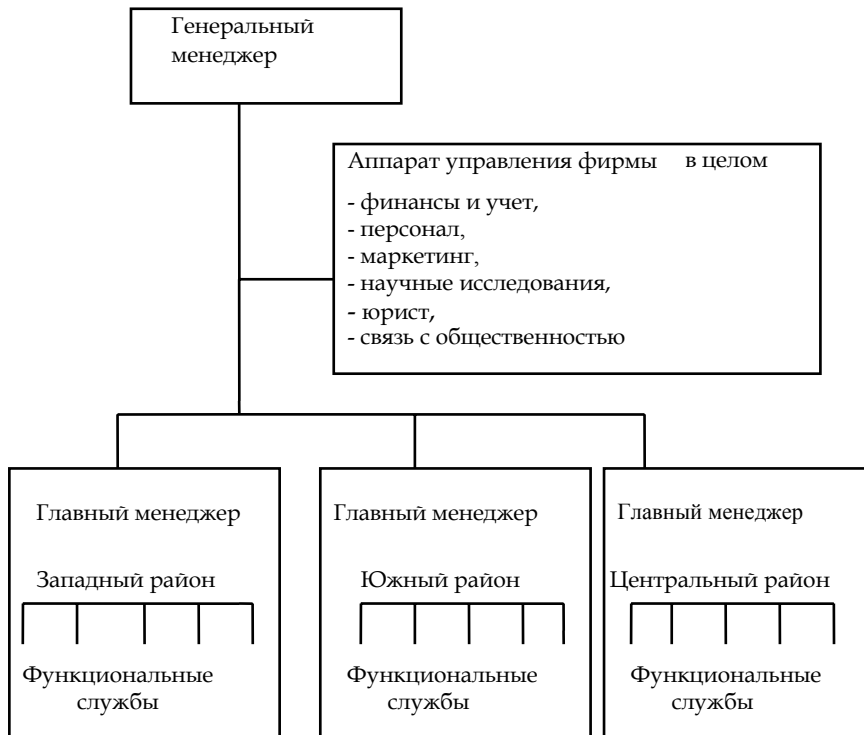 Генеральный
менеджер
Аппарат управления фирмы в целом
- финансы и учет,
- персонал,
- маркетинг,
- научные исследования,
- юрист,
- связь с общественностью
Главный менеджер
Западный район
Функциональные
службы
Главный менеджер
Южный район
Функциональные
службы
Главный менеджер
Центральный район
Функциональные
службы